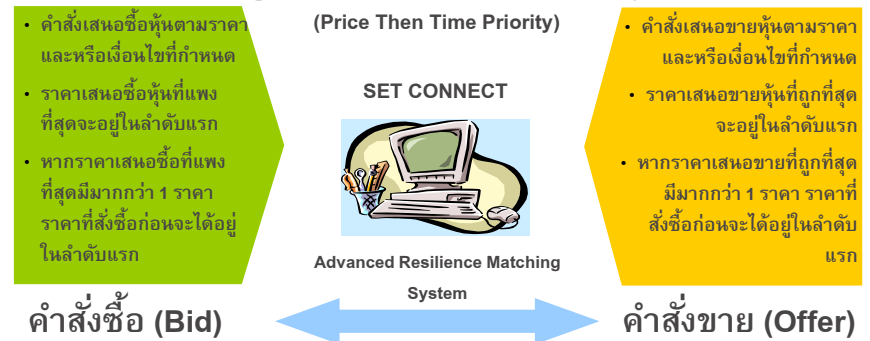 • คำสั่งเสนอซื้อหุ้นตามราคา
และหรือเงื่อนไขที่กำหนด
• ราคาเสนอซื้อหุ้นที่แพง
ที่สุดจะอยู่ในลำดับแรก
• หากราคาเสนอซื้อที่แพง
ที่สุดมีมากกว่า 1 ราคา
ราคาที่สั่งซื้อก่อนจะได้อยู่
ในลำดับแรก
คำสั่งซื้อ (Bid)
(Price Then Time Priority)
SET CONNECT
Advanced Resilience Matching
System
• คำสั่งเสนอขายหุ้นตามราคา
และหรือเงื่อนไขที่กำหนด
• ราคาเสนอขายหุ้นที่ถูกที่สุด
จะอยู่ในลำดับแรก
• หากราคาเสนอขายที่ถูกที่สุด
มีมากกว่า 1 ราคา ราคาที่
สั่งซื้อก่อนจะได้อยู่ในลำดับ
แรก
คำสั่งขาย (Offer)